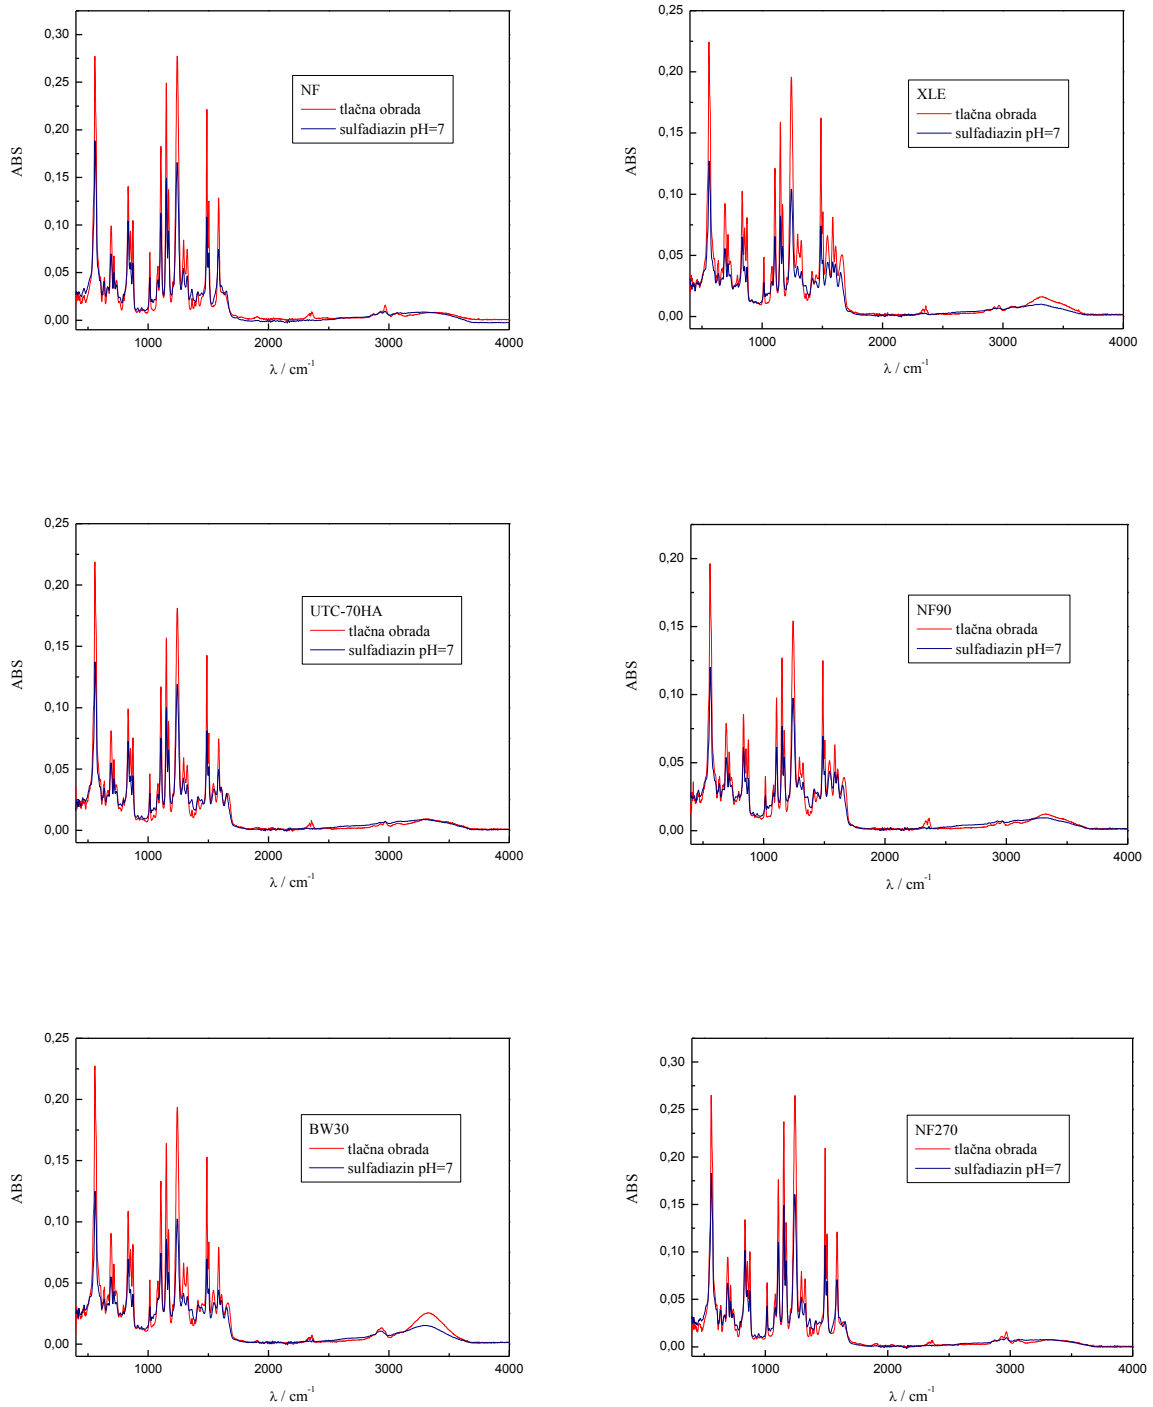 0,30
0,25
0,20
0,15
0,10
0,05
0,00
ABS
NF
tlačna obrada
sulfadiazin pH=7
1000 2000 3000 4000
λ / cm⁻¹
0,25
0,20
0,15
0,10
0,05
0,00
ABS
XLE
tlačna obrada
sulfadiazin pH=7
1000 2000 3000 4000
λ / cm⁻¹
0,25
0,20
0,15
0,10
0,05
0,00
ABS
UTC-70HA
tlačna obrada
sulfadiazin pH=7
1000 2000 3000 4000
λ / cm⁻¹
0,20
0,15
0,10
0,05
0,00
ABS
NF90
tlačna obrada
sulfadiazin pH=7
1000 2000 3000 4000
λ / cm⁻¹
0,25
0,20
0,15
0,10
0,05
0,00
ABS
BW30
tlačna obrada
sulfadiazin pH=7
1000 2000 3000 4000
λ / cm⁻¹
0,30
0,25
0,20
0,15
0,10
0,05
0,00
ABS
NF270
tlačna obrada
sulfadiazin pH=7
1000 2000 3000 4000
λ / cm⁻¹